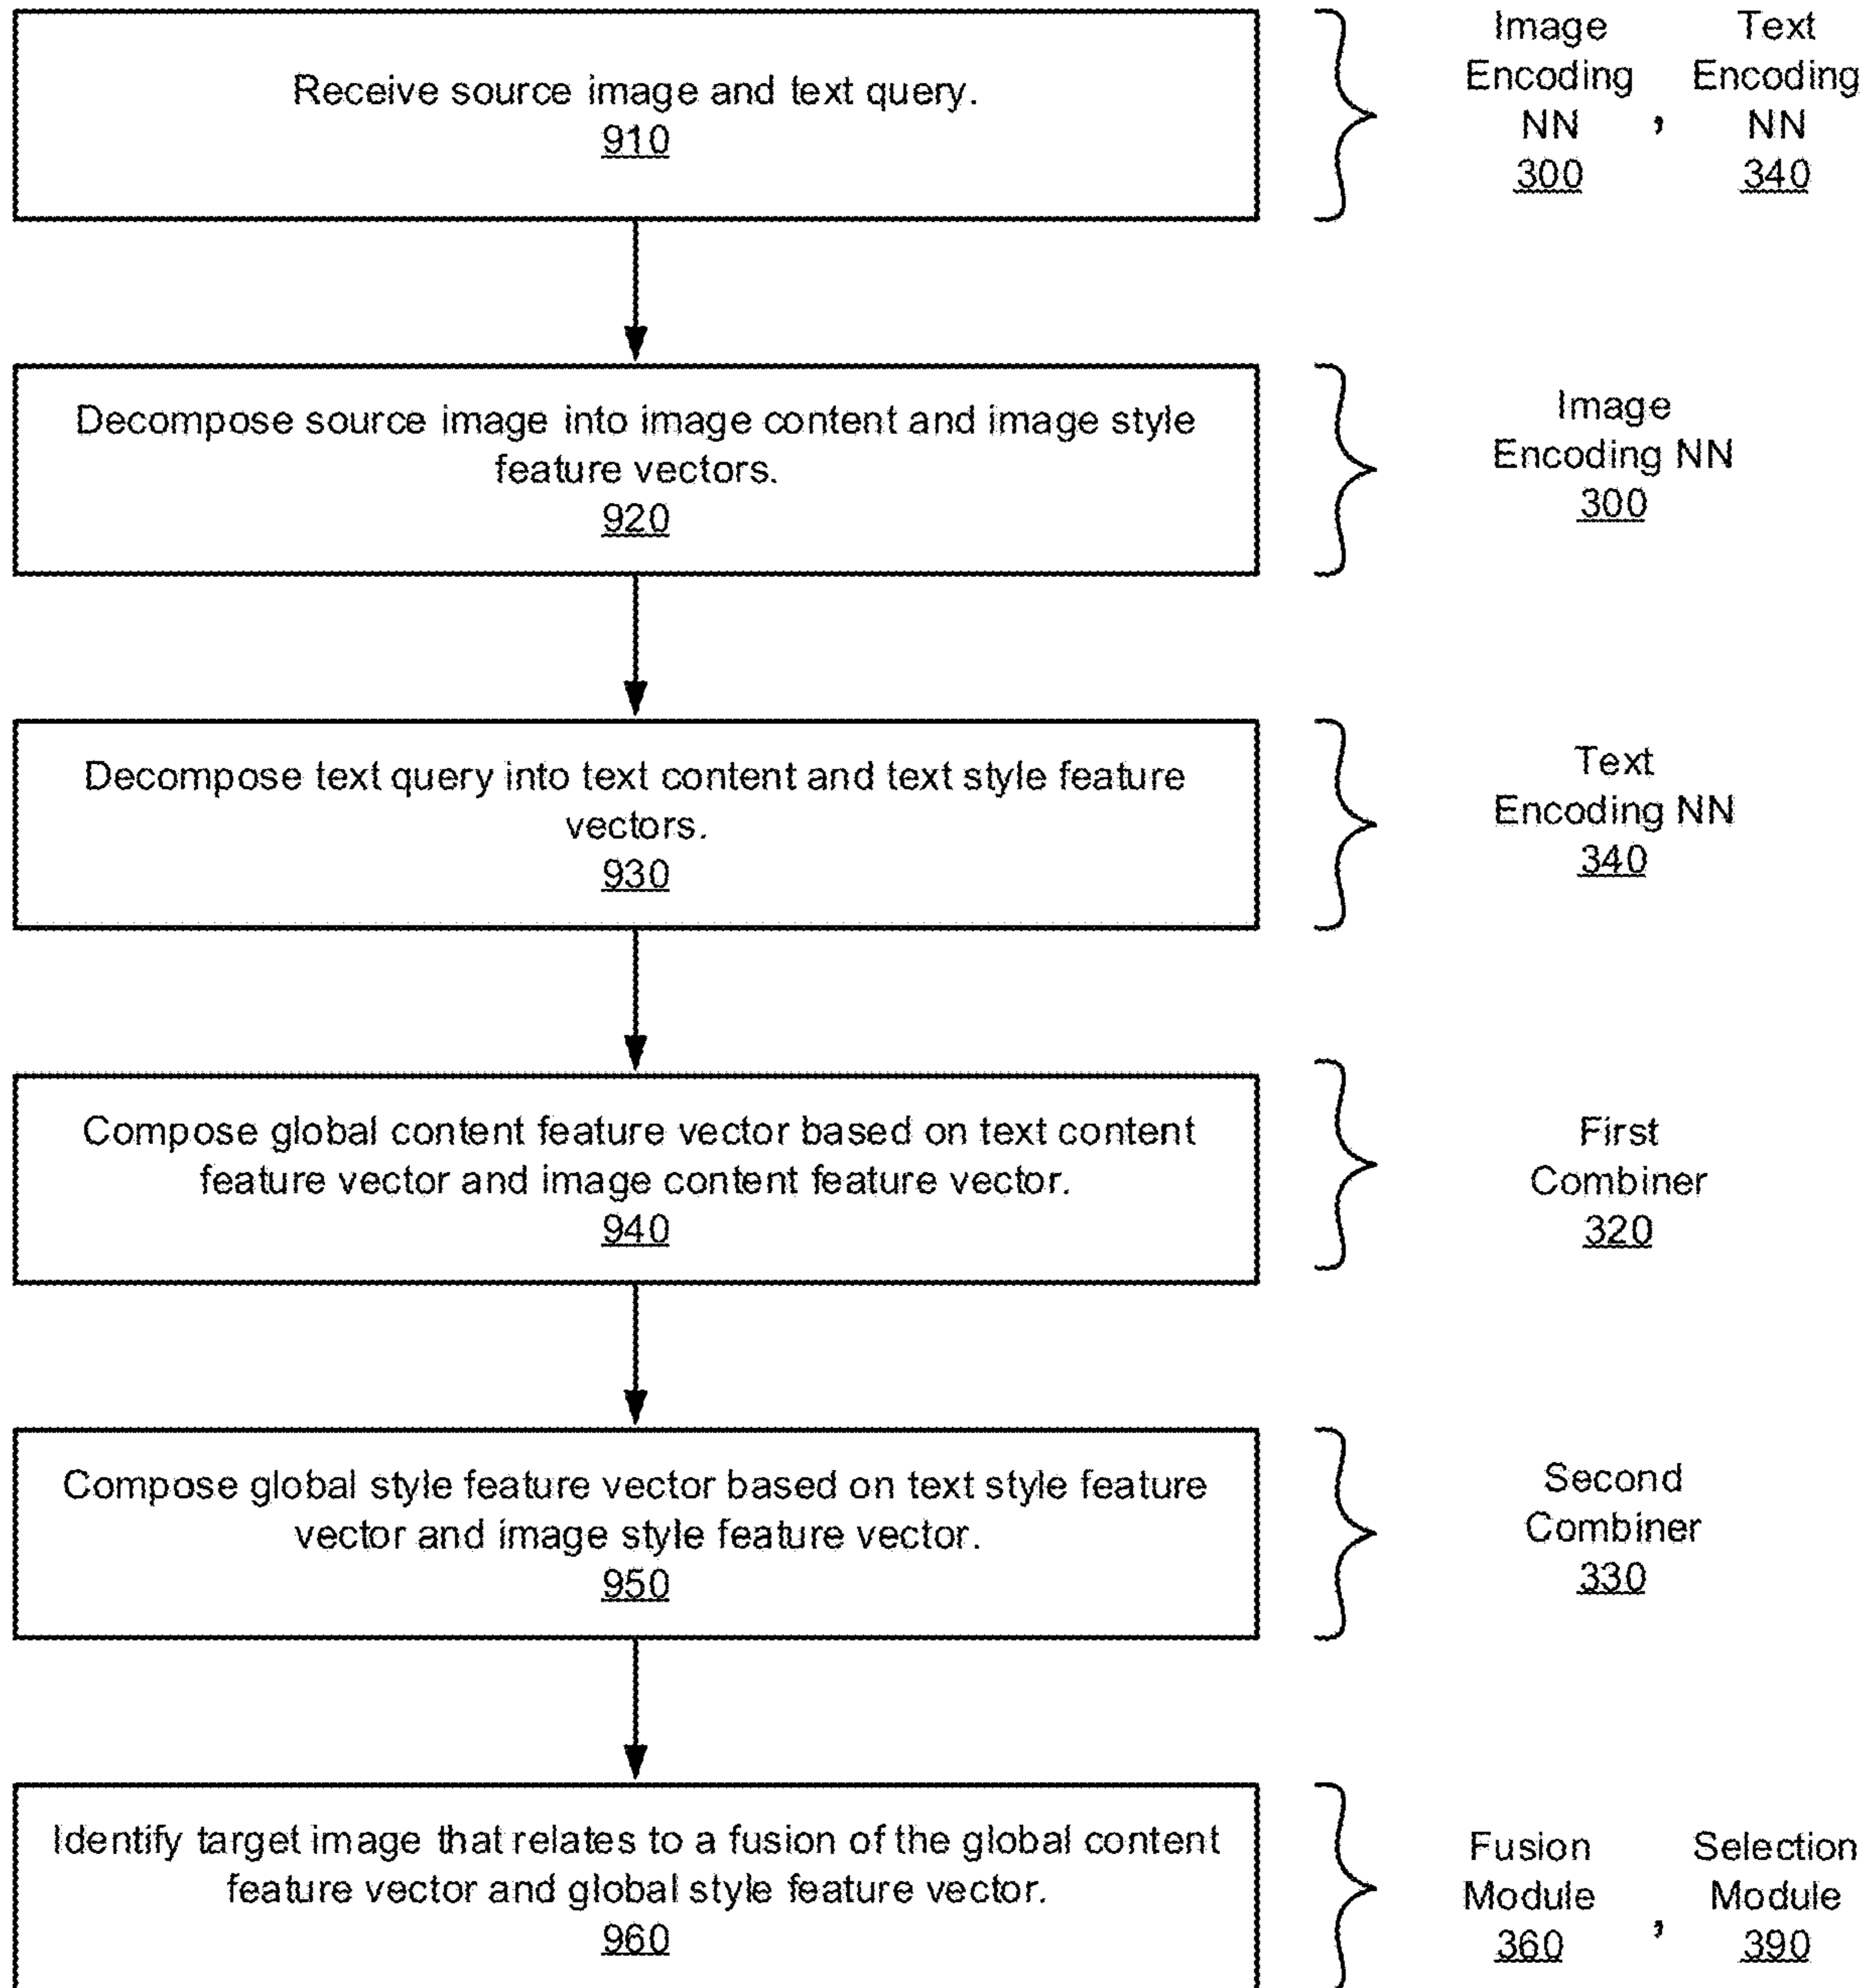 Receive source image and text query.
910
Image Encoding NN 300
,
Text Encoding NN 340
Decompose source image into image content and image style
feature vectors.
920
Image
Encoding NN
300
Decompose text query into text content and text style feature
vectors.
930
Text
Encoding NN
340
Compose global content feature vector based on text content
feature vector and image content feature vector.
940
First
Combiner
320
Compose global style feature vector based on text style feature
vector and image style feature vector.
950
Second
Combiner
330
Identify target image that relates to a fusion of the global content
feature vector and global style feature vector.
960
Fusion
Module
360
,
Selection
Module
390